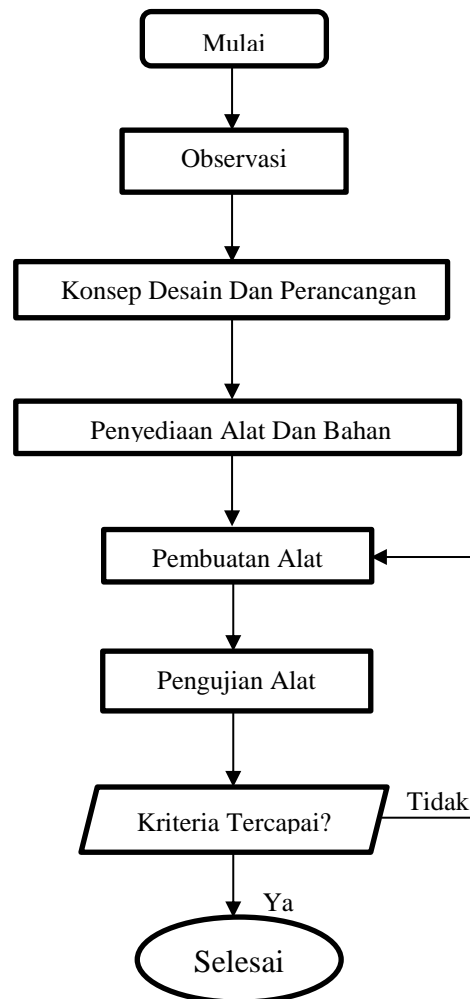 Mulai
Observasi
Konsep Desain Dan Perancangan
Penyediaan Alat Dan Bahan
Pembuatan Alat
Pengujian Alat
Kriteria Tercapai?
Tidak
Ya
Selesai